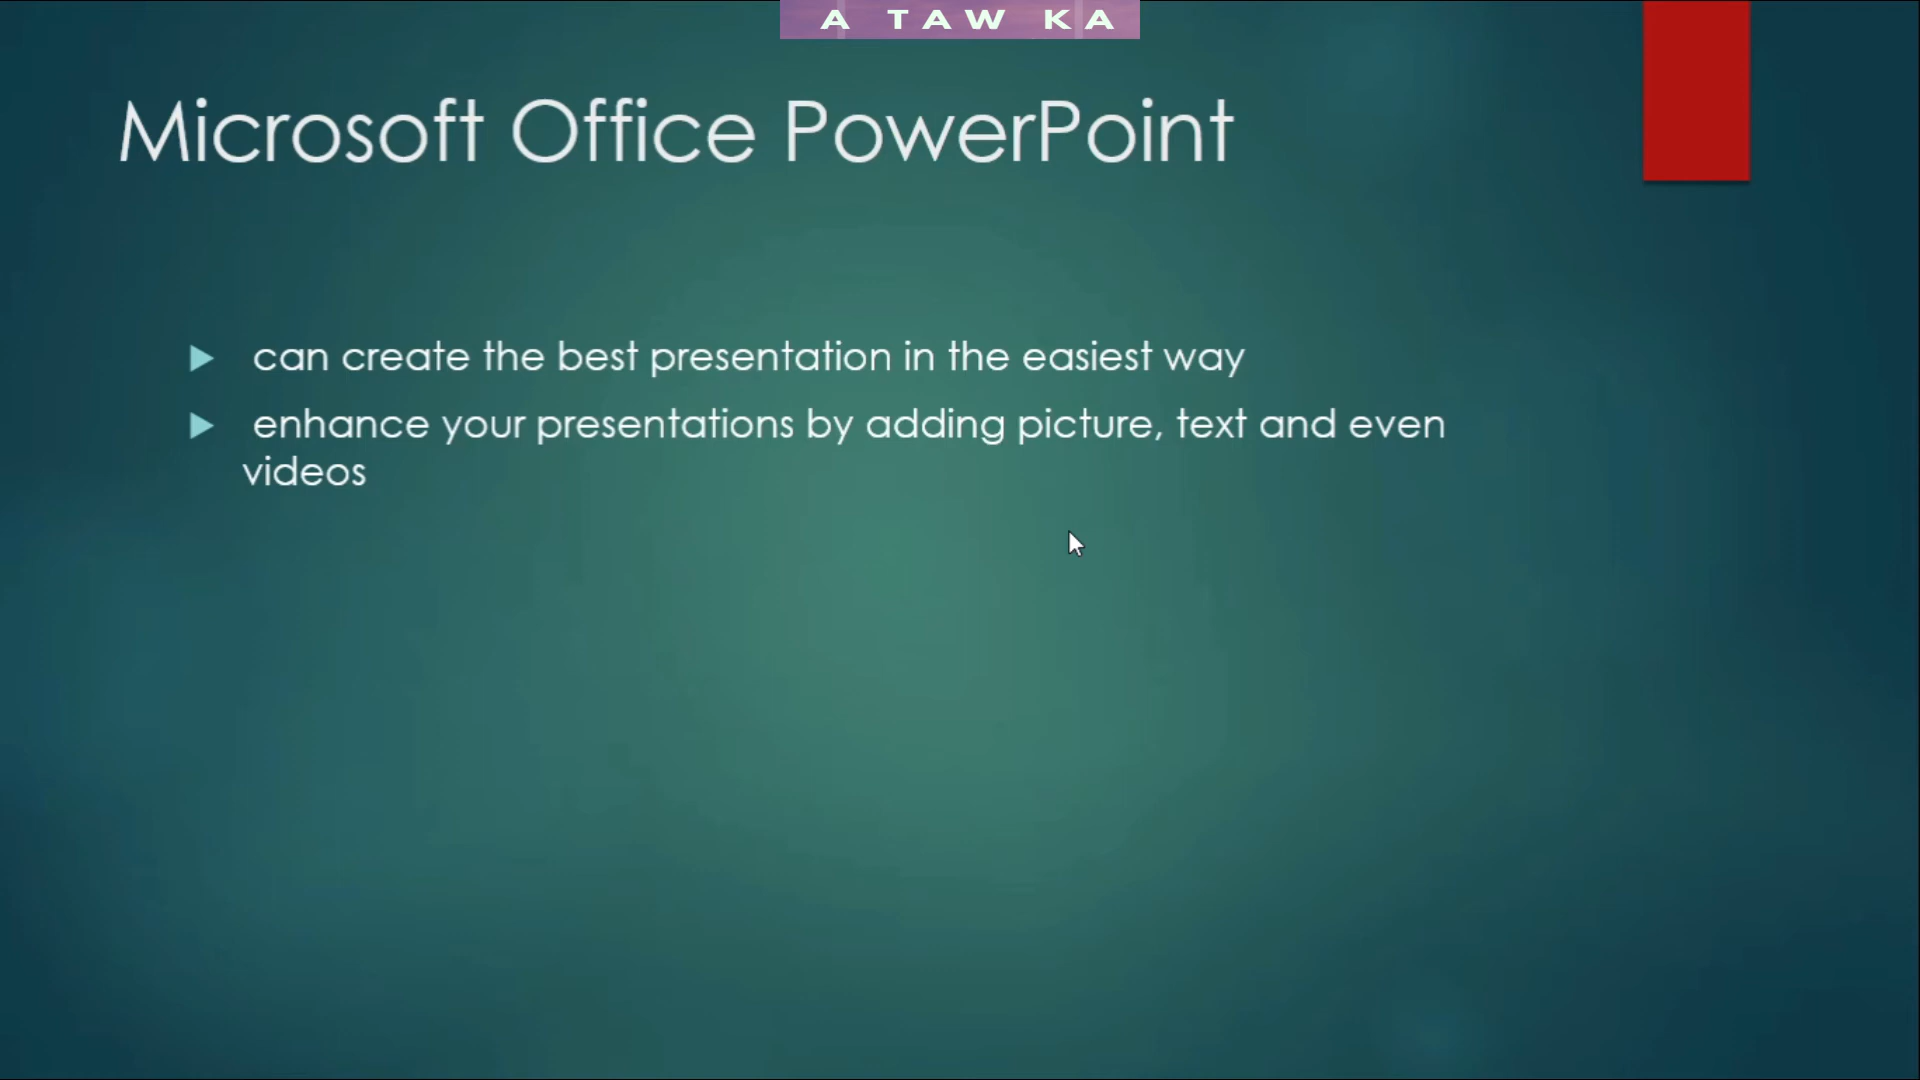 A TAW KA
Microsoft Office PowerPoint
can create the best presentation in the easiest way
enhance your presentations by adding picture, text and even
videos